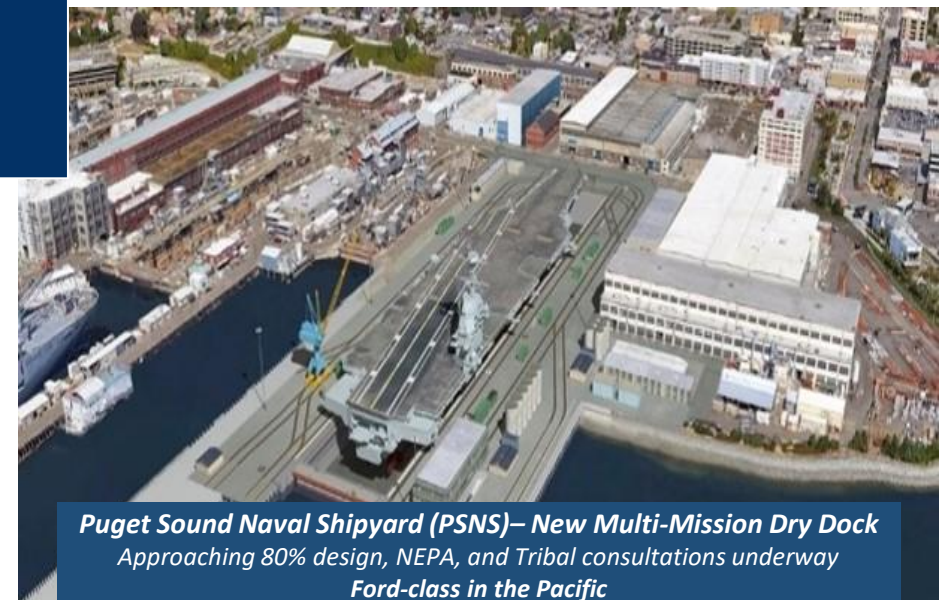 Puget Sound Naval Shipyard (PSNS)– New Multi-Mission Dry Dock
Approaching 80% design, NEPA, and Tribal consultations underway
Ford-class in the Pacific